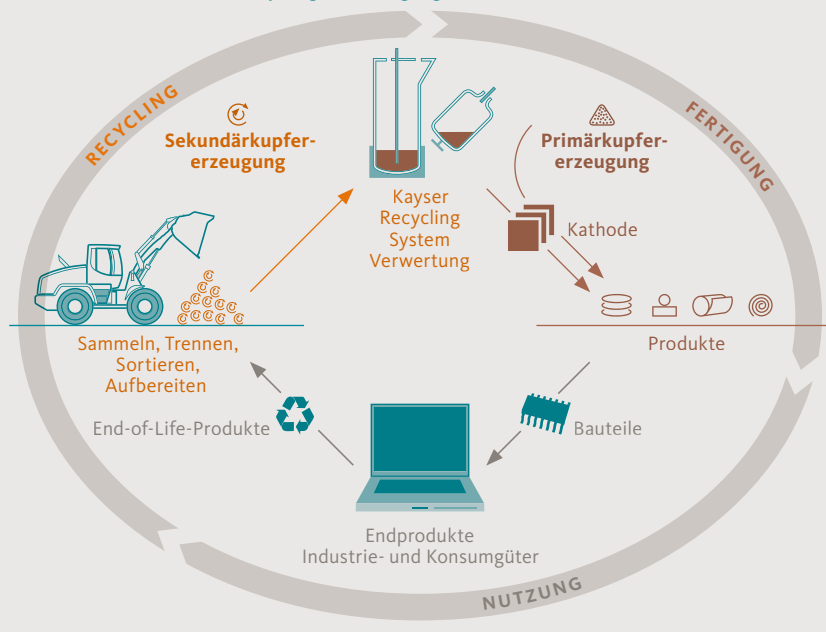 RECYCLING
Sekundärkupfer-
erzeugung
Primärkupfer-
erzeugung
FERTIGUNG
Kayser
Recycling
System
Verwertung
Kathode
Sammeln, Trennen,
Sortieren,
Aufbereiten
Produkte
End-of-Life-Produkte
Bauteile
Endprodukte
Industrie- und Konsumgüter
NUTZUNG